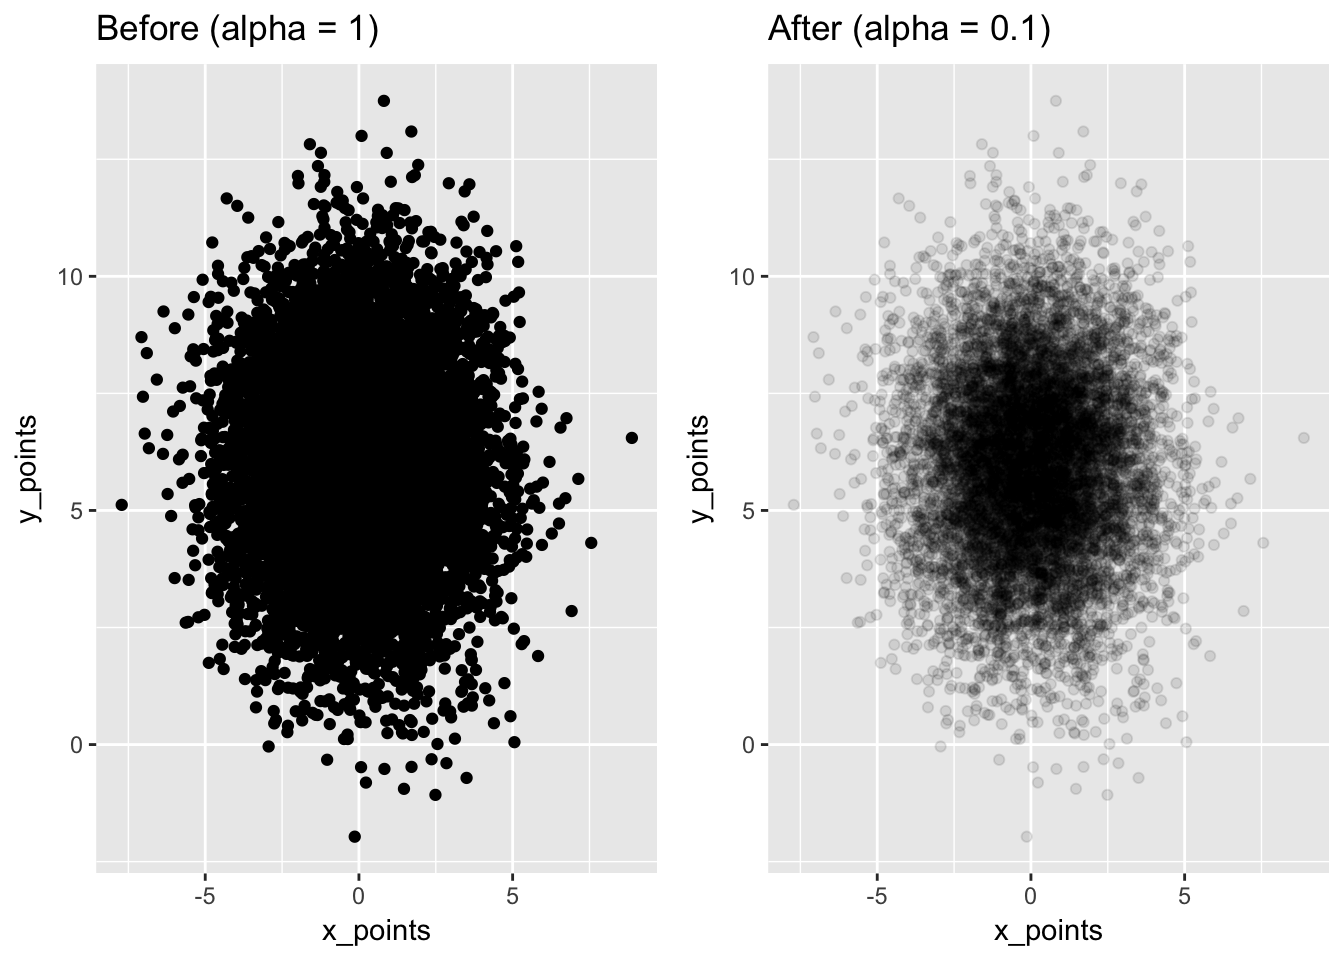 Before (alpha = 1)
y_points
10
5
0
-5
0
5
x_points
After (alpha = 0.1)
y_points
10
5
0
-5
0
5
x_points